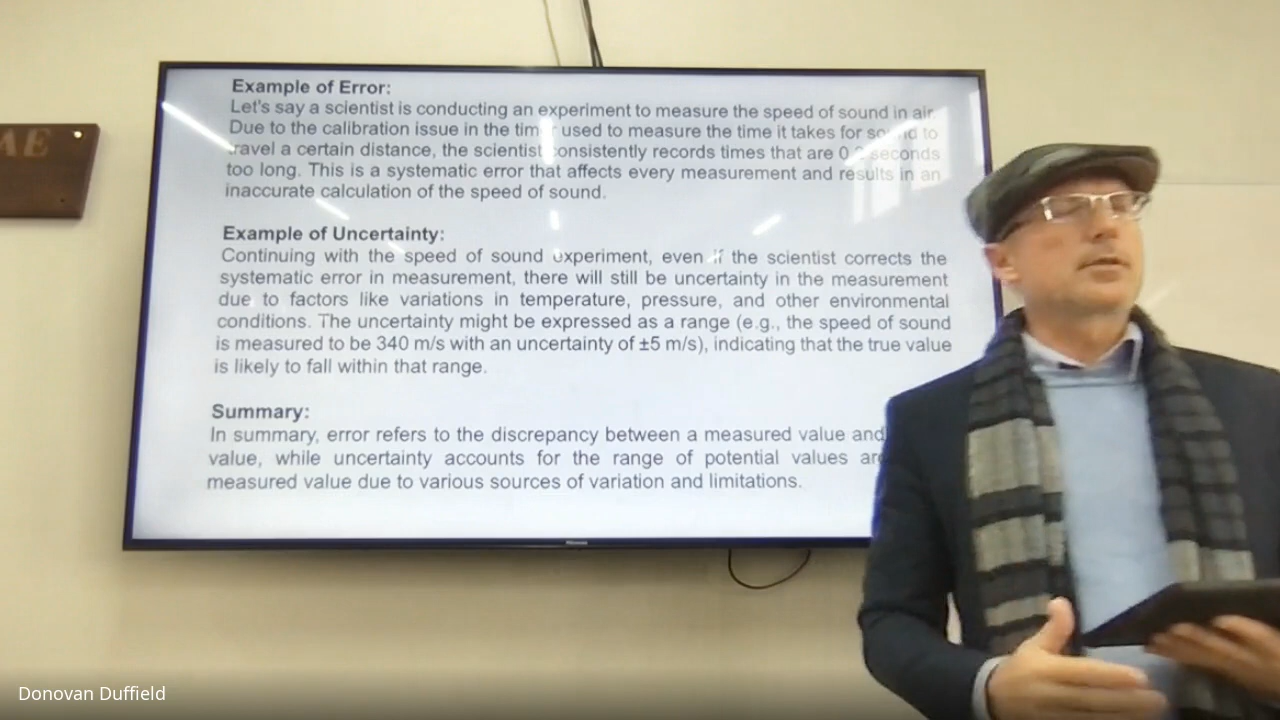 AE
Example of Error:
Let's say a scientist is conducting an experiment to measure the speed of sound in air.
Due to the calibration issue in the used to measure the time it takes for sound to
travel a certain distance, the scientist consistently records times that are seconds
too long. This is a systematic error that affects every measurement and results in an
inaccurate calculation of the speed of sound.
Example of Uncertainty:
Continuing with the speed of sound experiment, even if the scientist corrects the
systematic error in measurement, there will still be uncertainty in the measurement
due to factors like variations in temperature, pressure, and other environmental
conditions. The uncertainty might be expressed as a range (e.g., the speed of sound
is measured to be 340 m/s with an uncertainty of ±5 m/s), indicating that the true value
is likely to fall within that range.
Summary:
In summary, error refers to the discrepancy between a measured value and
value, while uncertainty accounts for the range of potential values
measured value due to various sources of variation and limitations.
Hisense
Donovan Duffield